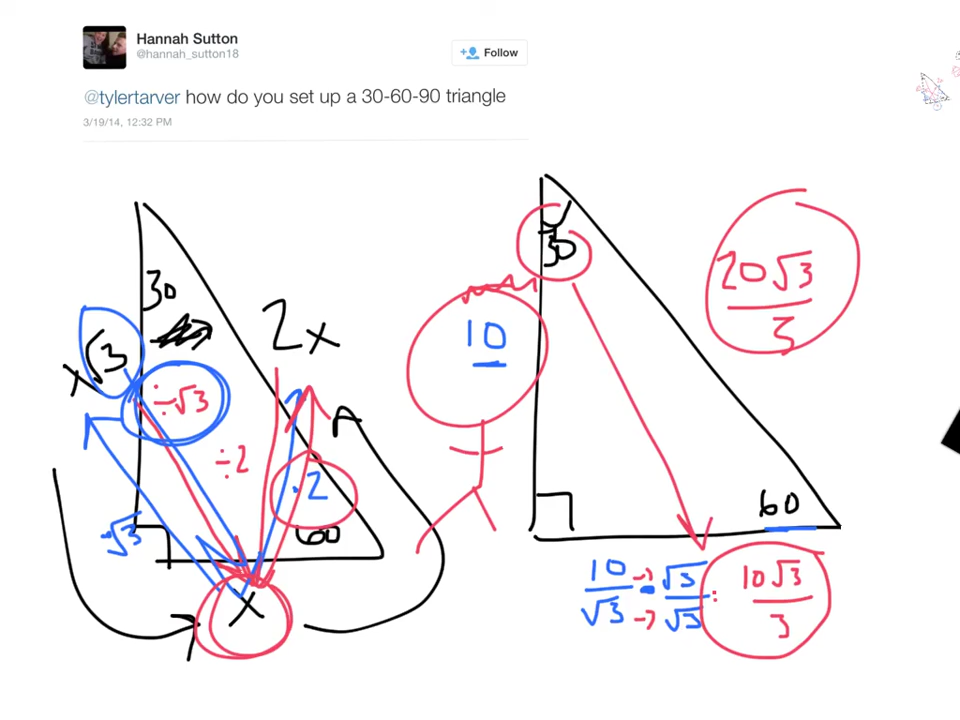 Hannah Sutton
@hannah_sutton18
Follow
@tylertarver how do you set up a 30-60-90 triangle
3/19/14, 12:32 PM
30
x√3
2x
÷√3
÷2
·2
·√3
60
x
30
10
20√3
3
60
10 → √3
√3 → √3
:
10√3
3